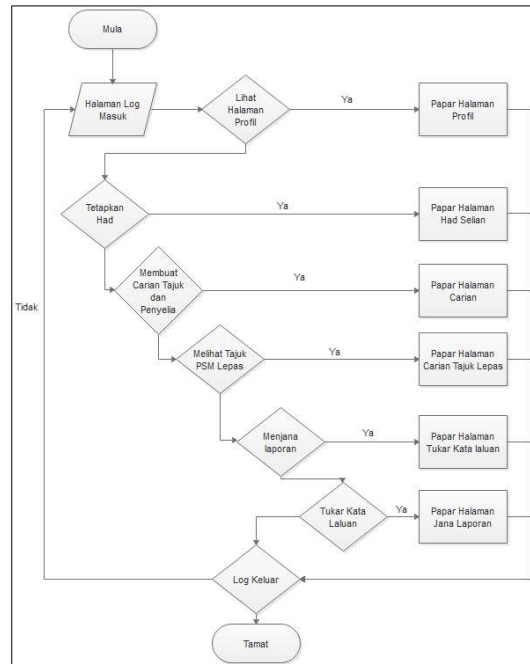 Mula
Halaman Log
Masuk
Lihat
Halaman
Profil
Ya
Papar Halaman
Profil
Tetapkan
Had
Ya
Papar Halaman
Had Selian
Membuat
Carian Tajuk
dan
Penyelia
Ya
Papar Halaman
Carian
Tidak
Melihat Tajuk
PSM Lepas
Ya
Papar Halaman
Carian Tajuk Lepas
Menjana
laporan
Ya
Papar Halaman
Tukar Kata laluan
Tukar Kata
Laluan
Ya
Papar Halaman
Jana Laporan
Log Keluar
Tamat